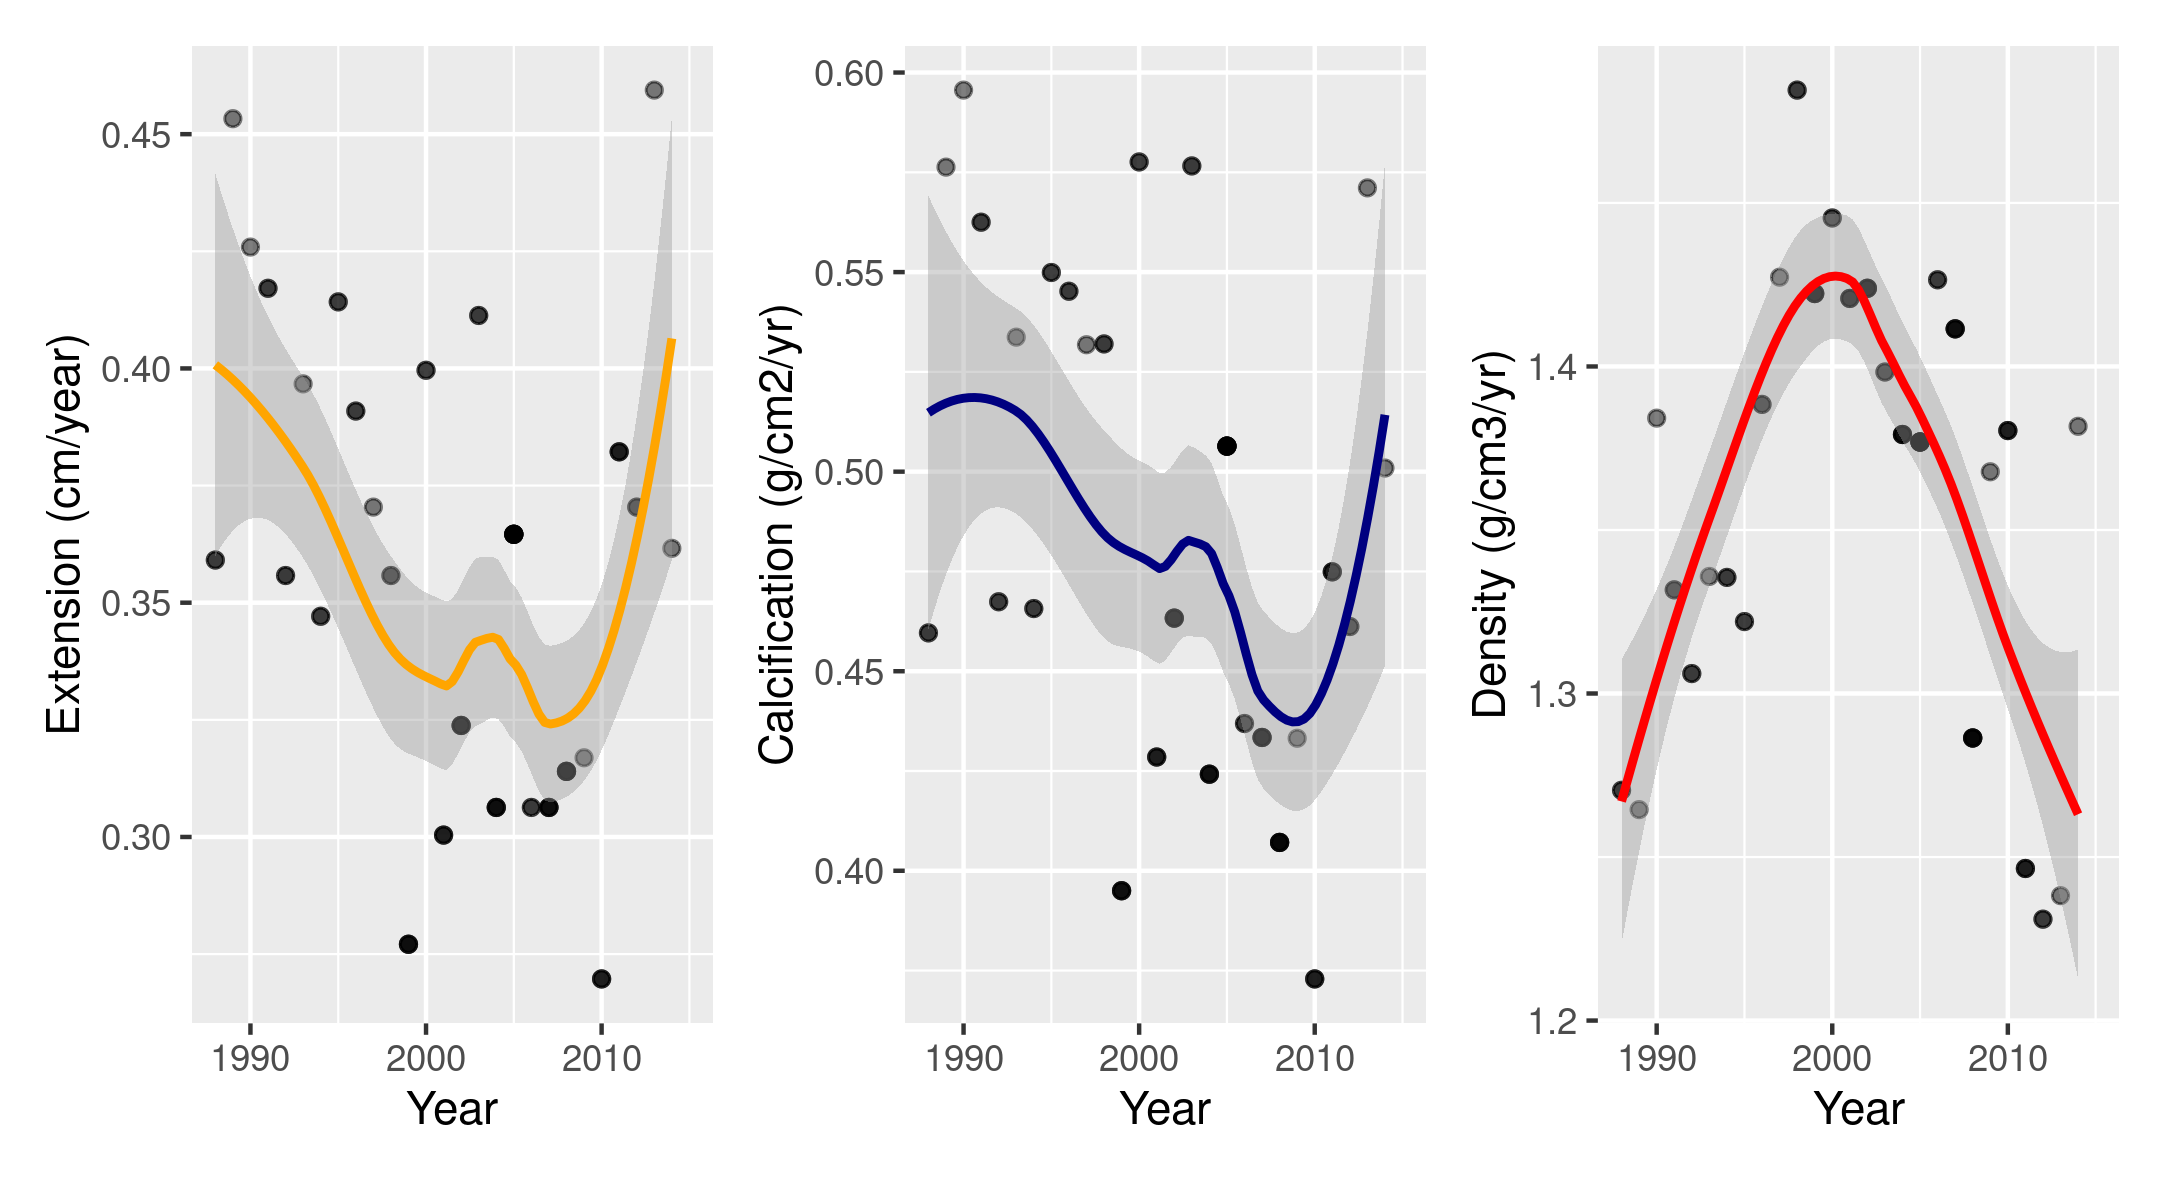 Extension (cm/year)
0.45
0.40
0.35
0.30
1990 2000 2010
Year
Calcification (g/cm2/yr)
0.60
0.55
0.50
0.45
0.40
1990 2000 2010
Year
Density (g/cm3/yr)
1.4
1.3
1.2
1990 2000 2010
Year